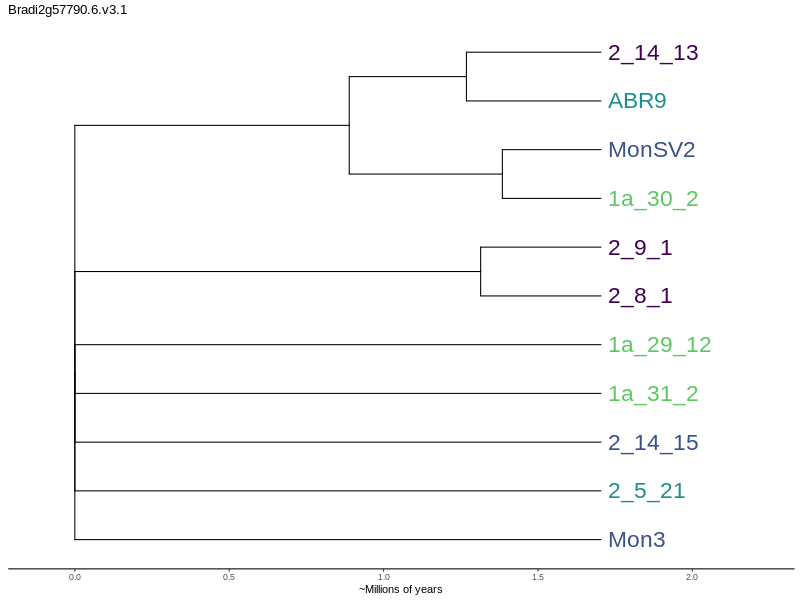 Bradi2g57790.6.v3.1
2_14_13
ABR9
MonSV2
1a_30_2
2_9_1
2_8_1
1a_29_12
1a_31_2
2_14_15
2_5_21
Mon3
0.0 0.5 1.0 1.5 2.0
~Millions of years